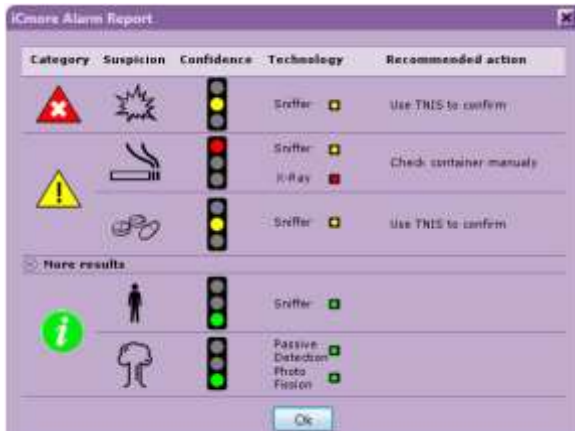 iCmore Alarm Report
Category Suspicion Confidence Technology Recommended action
Sniffer Use TNIS to confirm
Sniffer
X-Ray
Check container manualy
Sniffer Use TNIS to confirm
More results
Sniffer
Passive
Detection
Photo
Fission
Ok